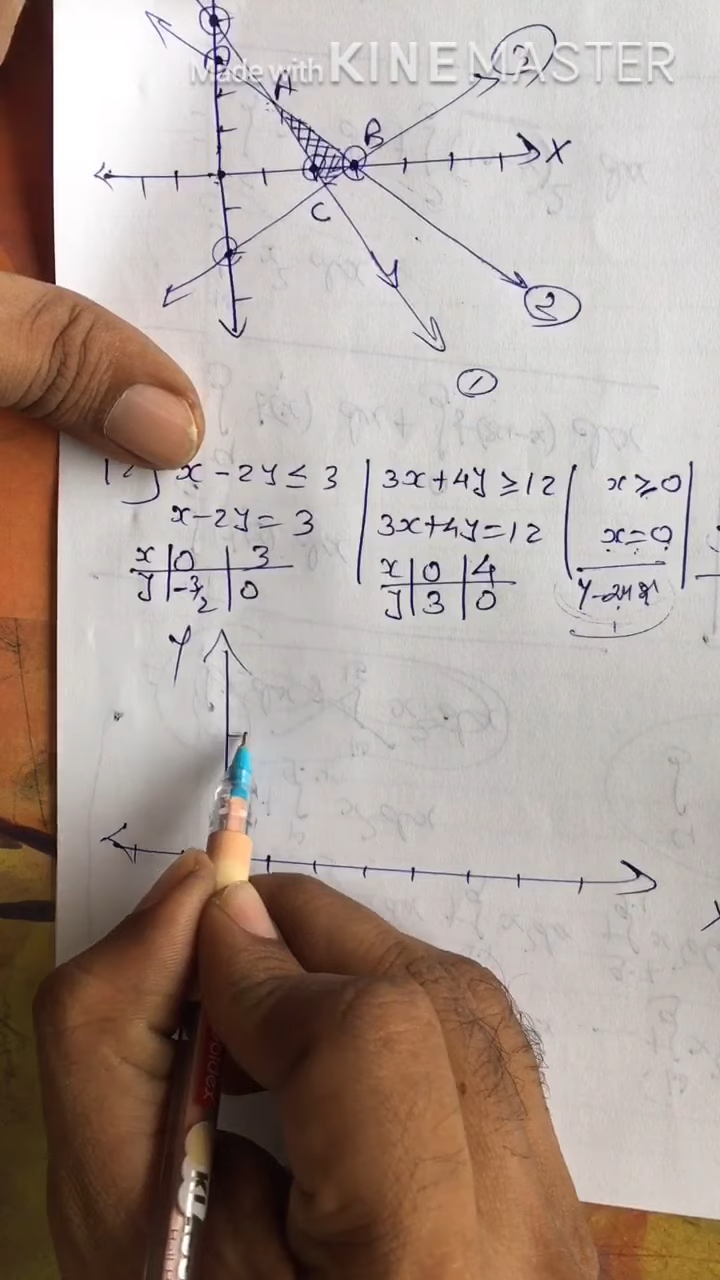 Made with KINEMASTER
3
A
B
X
C
2
1
12) x - 2y ≤ 3 | 3x + 4y ≥ 12 | x ≥ 0 |
x - 2y = 3 | 3x + 4y = 12 | x = 0
x | 0 | 3
y | -3/2 | 0
x | 0 | 4
y | 3 | 0
Y